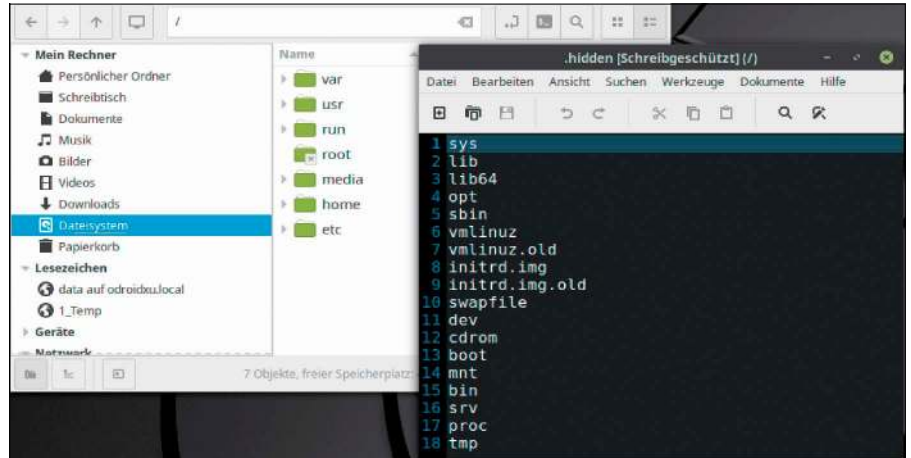 /
Mein Rechner
Persönlicher Ordner
Schreibtisch
Dokumente
Musik
Bilder
Videos
Downloads
Dateisystem
Papierkorb
Lesezeichen
data auf odroidxu.local
1_Temp
Geräte
Netzwerk
Name
var
usr
run
root
media
home
etc
7 Objekte, freier Speicherplatz:
.hidden [Schreibgeschützt] (/)
Datei Bearbeiten Ansicht Suchen Werkzeuge Dokumente Hilfe
1 sys
2 lib
3 lib64
4 opt
5 sbin
6 vmlinuz
7 vmlinuz.old
8 initrd.img
9 initrd.img.old
10 swapfile
11 dev
12 cdrom
13 boot
14 mnt
15 bin
16 srv
17 proc
18 tmp